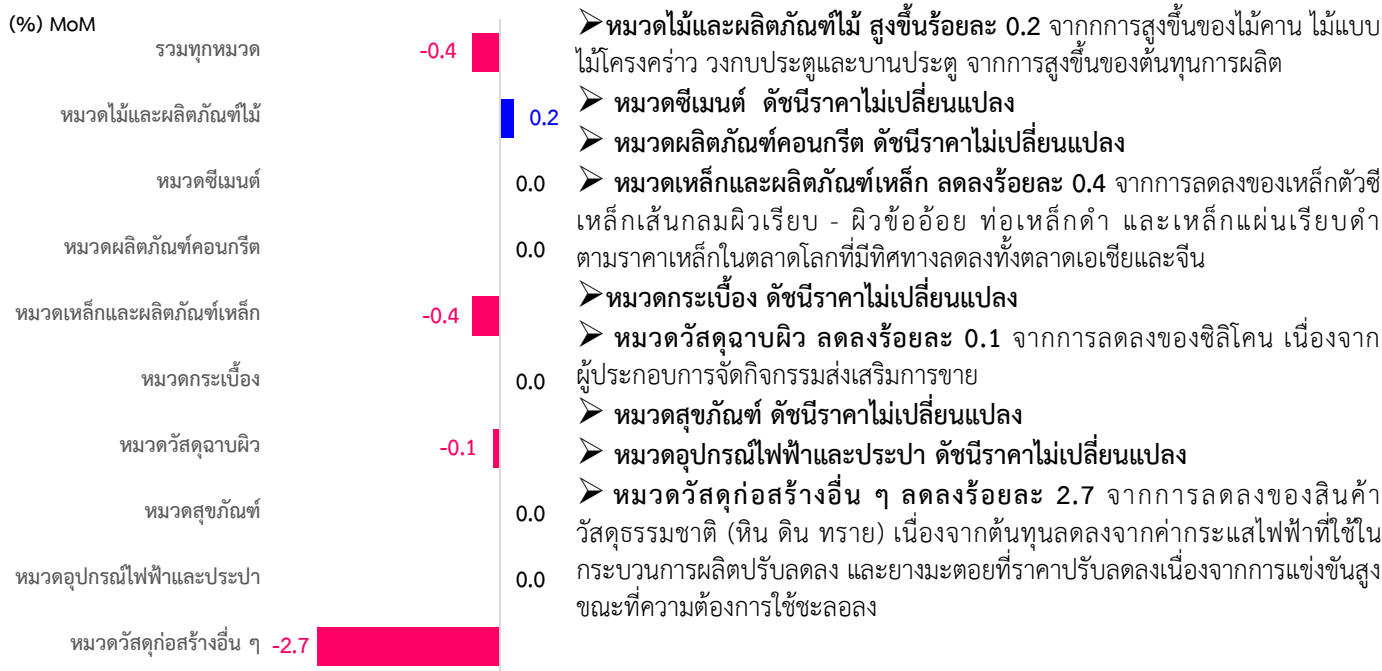 (%) MoM
รวมทุกหมวด -0.4
หมวดไม้และผลิตภัณฑ์ไม้ 0.2
หมวดซีเมนต์ 0.0
หมวดผลิตภัณฑ์คอนกรีต 0.0
หมวดเหล็กและผลิตภัณฑ์เหล็ก -0.4
หมวดกระเบื้อง 0.0
หมวดวัสดุฉาบผิว -0.1
หมวดสุขภัณฑ์ 0.0
หมวดอุปกรณ์ไฟฟ้าและประปา 0.0
หมวดวัสดุก่อสร้างอื่น ๆ -2.7
➢หมวดไม้และผลิตภัณฑ์ไม้ สูงขึ้นร้อยละ 0.2 จากกการสูงขึ้นของไม้คาน ไม้แบบ
ไม้โครงคร่าว วงกบประตูและบานประตู จากการสูงขึ้นของต้นทุนการผลิต
➢ หมวดซีเมนต์ ดัชนีราคาไม่เปลี่ยนแปลง
➢ หมวดผลิตภัณฑ์คอนกรีต ดัชนีราคาไม่เปลี่ยนแปลง
➢ หมวดเหล็กและผลิตภัณฑ์เหล็ก ลดลงร้อยละ 0.4 จากการลดลงของเหล็กตัวซี
เหล็กเส้นกลมผิวเรียบ - ผิวข้ออ้อย ท่อเหล็กดำ และเหล็กแผ่นเรียบดำ
ตามราคาเหล็กในตลาดโลกที่มีทิศทางลดลงทั้งตลาดเอเชียและจีน
➢หมวดกระเบื้อง ดัชนีราคาไม่เปลี่ยนแปลง
➢ หมวดวัสดุฉาบผิว ลดลงร้อยละ 0.1 จากการลดลงของซิลิโคน เนื่องจาก
ผู้ประกอบการจัดกิจกรรมส่งเสริมการขาย
➢ หมวดสุขภัณฑ์ ดัชนีราคาไม่เปลี่ยนแปลง
➢ หมวดอุปกรณ์ไฟฟ้าและประปา ดัชนีราคาไม่เปลี่ยนแปลง
➢ หมวดวัสดุก่อสร้างอื่น ๆ ลดลงร้อยละ 2.7 จากการลดลงของสินค้า
วัสดุธรรมชาติ (หิน ดิน ทราย) เนื่องจากต้นทุนลดลงจากค่ากระแสไฟฟ้าที่ใช้ใน
กระบวนการผลิตปรับลดลง และยางมะตอยที่ราคาปรับลดลงเนื่องจากการแข่งขันสูง
ขณะที่ความต้องการใช้ชะลอลง